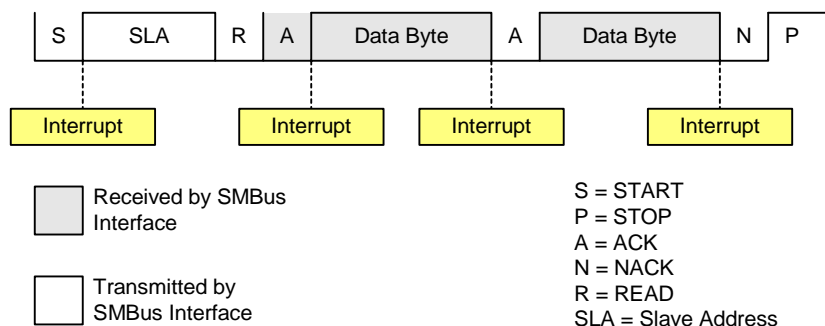 S SLA R A Data Byte A Data Byte N P
Interrupt Interrupt Interrupt Interrupt
Received by SMBus
Interface
Transmitted by
SMBus Interface
S = START
P = STOP
A = ACK
N = NACK
R = READ
SLA = Slave Address